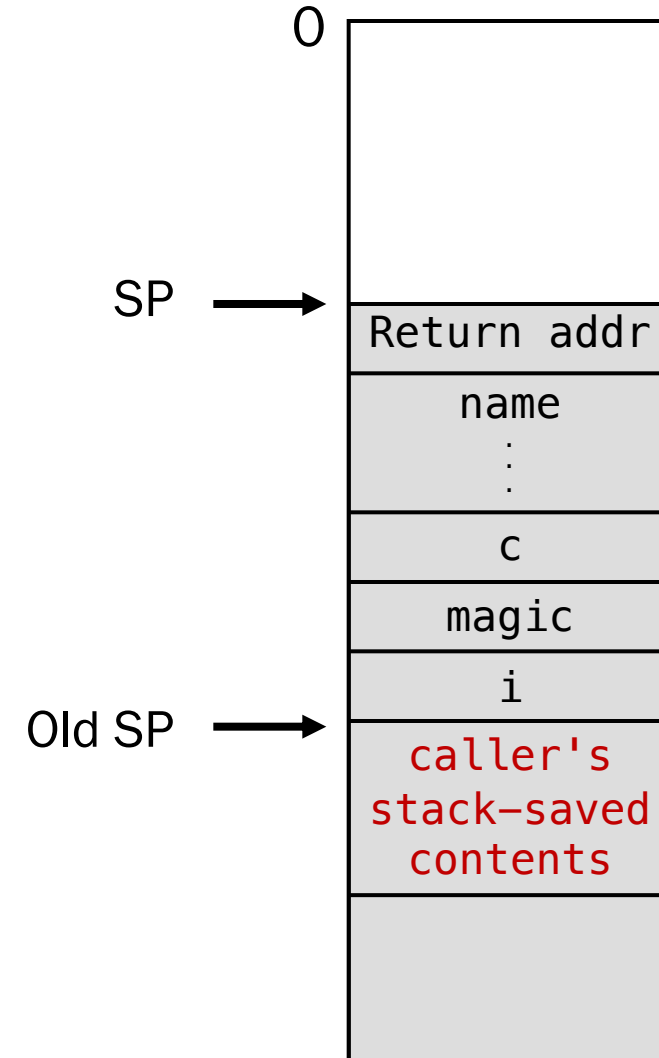 0
SP
Return addr
name
.
.
.
c
magic
i
Old SP
caller's
stack-saved
contents